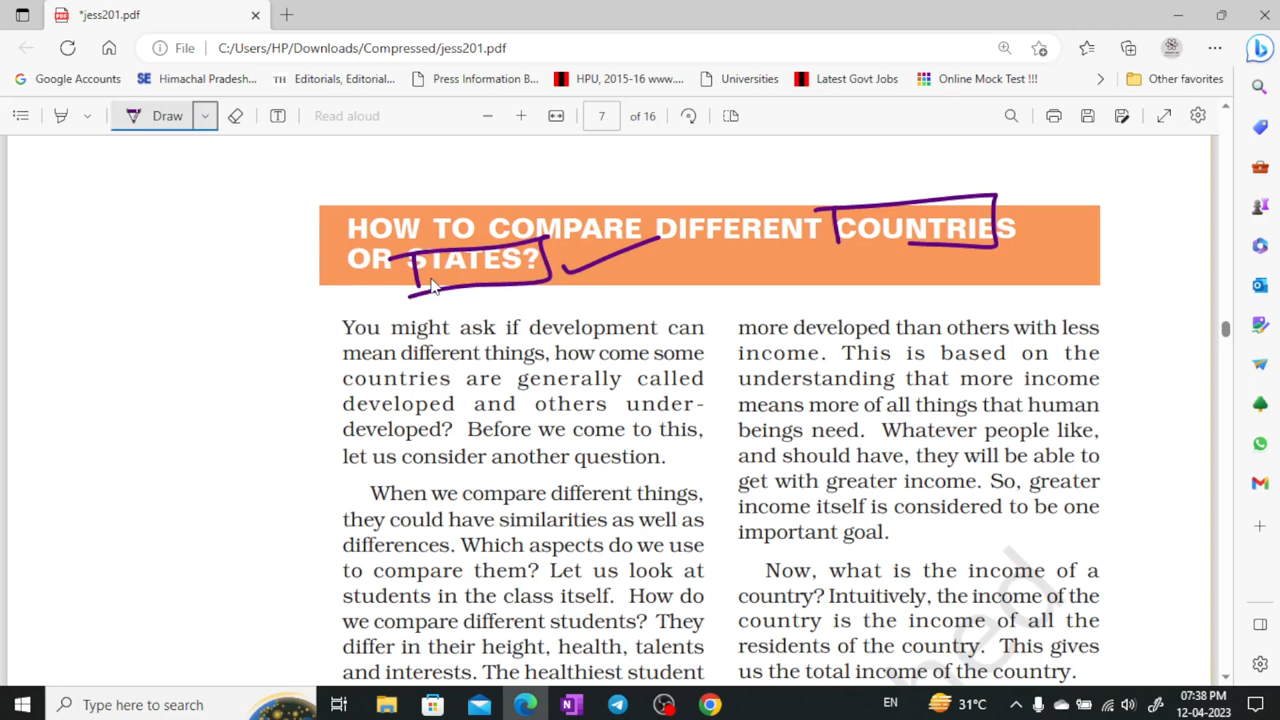 *jess201.pdf
File
C:/Users/HP/Downloads/Compressed/jess201.pdf
Google Accounts
SE Himachal Pradesh...
TH Editorials, Editorial...
Press Information B...
HPU, 2015-16 www....
Universities
Latest Govt Jobs
Online Mock Test !!!
Other favorites
Draw
Read aloud
7 of 16
HOW TO COMPARE DIFFERENT COUNTRIES
OR STATES?
You might ask if development can
mean different things, how come some
countries are generally called
developed and others under-
developed? Before we come to this,
let us consider another question.
When we compare different things,
they could have similarities as well as
differences. Which aspects do we use
to compare them? Let us look at
students in the class itself. How do
we compare different students? They
differ in their height, health, talents
and interests. The healthiest student
more developed than others with less
income. This is based on the
understanding that more income
means more of all things that human
beings need. Whatever people like,
and should have, they will be able to
get with greater income. So, greater
income itself is considered to be one
important goal.
Now, what is the income of a
country? Intuitively, the income of the
country is the income of all the
residents of the country. This gives
us the total income of the country.
Type here to search
EN
31°C
07:38 PM
12-04-2023